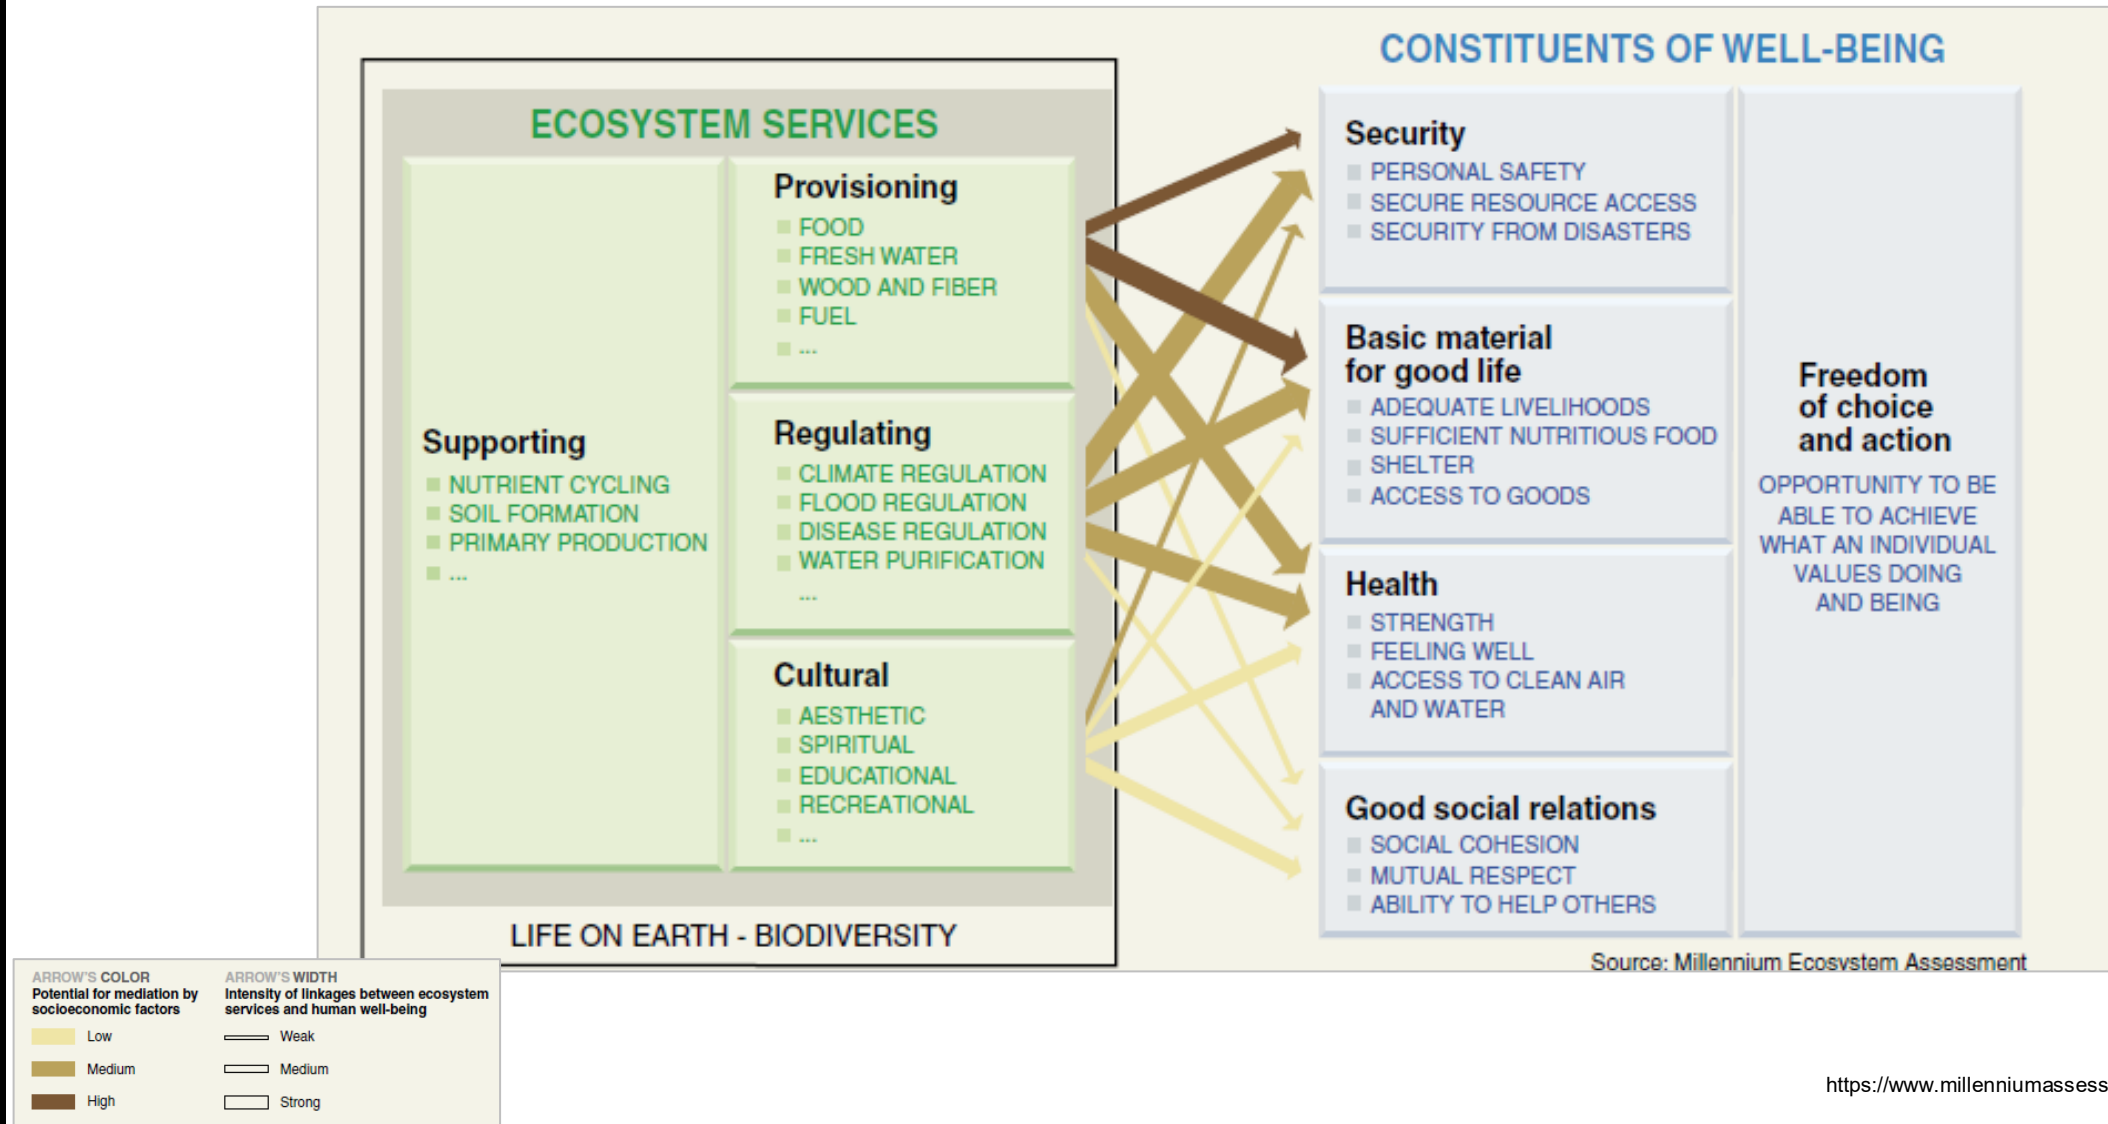 CONSTITUENTS OF WELL-BEING
ECOSYSTEM SERVICES
Supporting
NUTRIENT CYCLING
SOIL FORMATION
PRIMARY PRODUCTION
...
Provisioning
FOOD
FRESH WATER
WOOD AND FIBER
FUEL
...
Regulating
CLIMATE REGULATION
FLOOD REGULATION
DISEASE REGULATION
WATER PURIFICATION
...
Cultural
AESTHETIC
SPIRITUAL
EDUCATIONAL
RECREATIONAL
...
LIFE ON EARTH - BIODIVERSITY
Security
PERSONAL SAFETY
SECURE RESOURCE ACCESS
SECURITY FROM DISASTERS
Basic material
for good life
ADEQUATE LIVELIHOODS
SUFFICIENT NUTRITIOUS FOOD
SHELTER
ACCESS TO GOODS
Health
STRENGTH
FEELING WELL
ACCESS TO CLEAN AIR
AND WATER
Good social relations
SOCIAL COHESION
MUTUAL RESPECT
ABILITY TO HELP OTHERS
Freedom
of choice
and action
OPPORTUNITY TO BE
ABLE TO ACHIEVE
WHAT AN INDIVIDUAL
VALUES DOING
AND BEING
Source: Millennium Ecosystem Assessment
ARROW'S COLOR
Potential for mediation by
socioeconomic factors
Low
Medium
High
ARROW'S WIDTH
Intensity of linkages between ecosystem
services and human well-being
Weak
Medium
Strong
https://www.millenniumassess